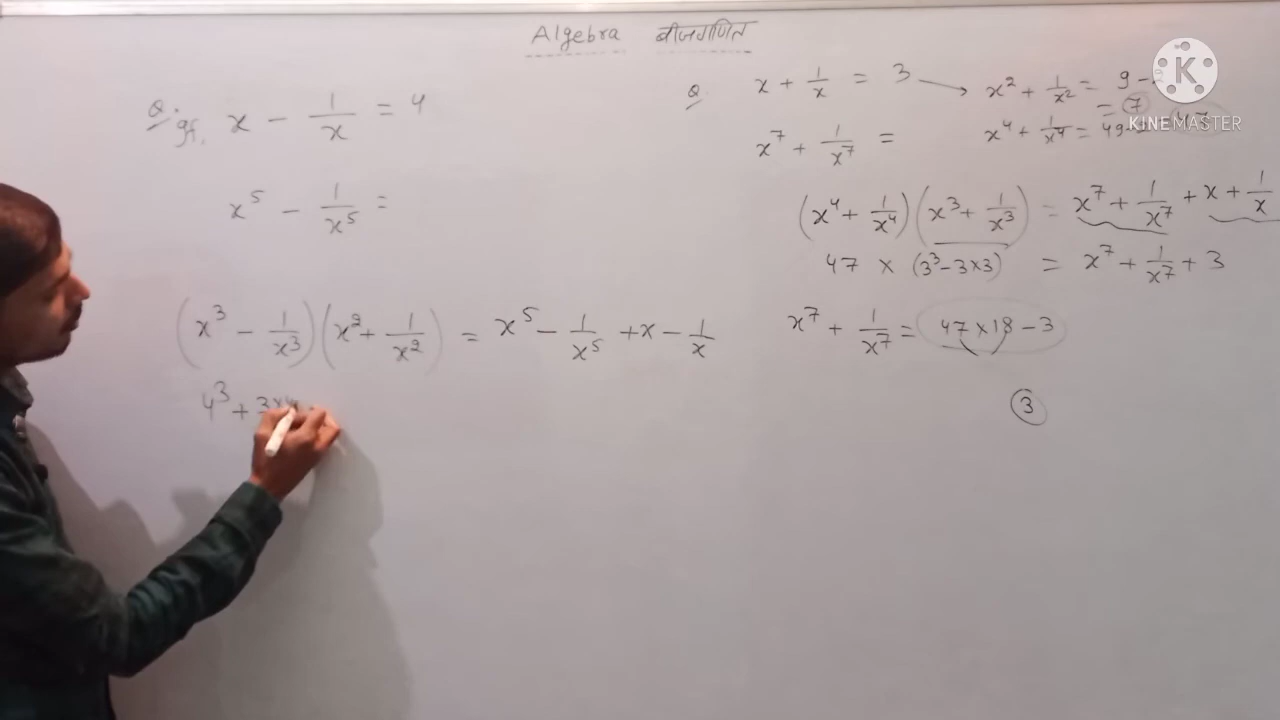 Algebra बीजगणित
Q. If, x - 1/x = 4
x⁵ - 1/x⁵ =
(x³ - 1/x³)(x² + 1/x²) = x⁵ - 1/x⁵ + x - 1/x
4³ + 3×4
Q. x + 1/x = 3 → x² + 1/x² = 9 -
= 7
x⁷ + 1/x⁷ =
x⁴ + 1/x⁴ = 49
(x⁴ + 1/x⁴)(x³ + 1/x³) = x⁷ + 1/x⁷ + x + 1/x
47 × (3³ - 3×3) = x⁷ + 1/x⁷ + 3
x⁷ + 1/x⁷ = 47×18 - 3
3
K
KINEMASTER